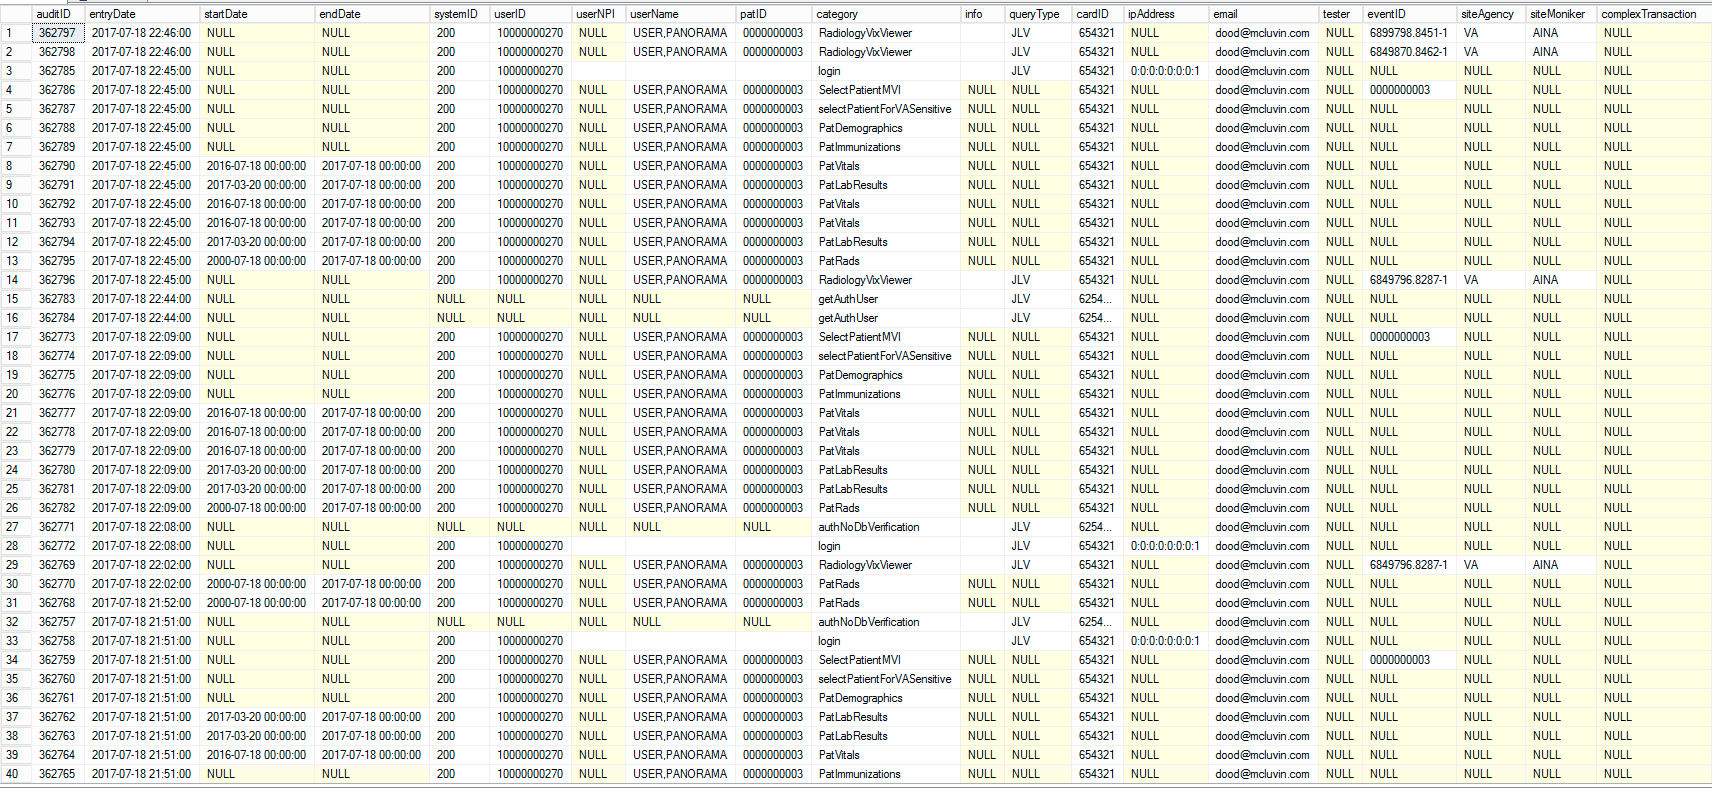 auditID entryDate startDate endDate systemID userID userNPI userName patID category info queryType cardID ipAddress email tester eventID siteAgency siteMoniker complexTransaction
1 362797 2017-07-18 22:46:00 NULL NULL 200 10000000270 NULL USER,PANORAMA 0000000003 RadiologyVixViewer JLV 654321 NULL dood@mcluvin.com NULL 6899798.8451-1 VA AINA NULL
2 362798 2017-07-18 22:46:00 NULL NULL 200 10000000270 NULL USER,PANORAMA 0000000003 RadiologyVixViewer JLV 654321 NULL dood@mcluvin.com NULL 6849870.8462-1 VA AINA NULL
3 362785 2017-07-18 22:45:00 NULL NULL 200 10000000270 login JLV 654321 0:0:0:0:0:0:0:1 dood@mcluvin.com NULL NULL NULL NULL NULL
4 362786 2017-07-18 22:45:00 NULL NULL 200 10000000270 NULL USER,PANORAMA 0000000003 SelectPatientMVI NULL NULL 654321 NULL dood@mcluvin.com NULL 0000000003 NULL NULL NULL
5 362787 2017-07-18 22:45:00 NULL NULL 200 10000000270 NULL USER,PANORAMA 0000000003 selectPatientForVASensitive NULL NULL 654321 NULL dood@mcluvin.com NULL NULL NULL NULL NULL
6 362788 2017-07-18 22:45:00 NULL NULL 200 10000000270 NULL USER,PANORAMA 0000000003 PatDemographics NULL NULL 654321 NULL dood@mcluvin.com NULL NULL NULL NULL NULL
7 362789 2017-07-18 22:45:00 NULL NULL 200 10000000270 NULL USER,PANORAMA 0000000003 PatImmunizations NULL NULL 654321 NULL dood@mcluvin.com NULL NULL NULL NULL NULL
8 362790 2017-07-18 22:45:00 2016-07-18 00:00:00 2017-07-18 00:00:00 200 10000000270 NULL USER,PANORAMA 0000000003 PatVitals NULL NULL 654321 NULL dood@mcluvin.com NULL NULL NULL NULL NULL
9 362791 2017-07-18 22:45:00 2017-03-20 00:00:00 2017-07-18 00:00:00 200 10000000270 NULL USER,PANORAMA 0000000003 PatLabResults NULL NULL 654321 NULL dood@mcluvin.com NULL NULL NULL NULL NULL
10 362792 2017-07-18 22:45:00 2016-07-18 00:00:00 2017-07-18 00:00:00 200 10000000270 NULL USER,PANORAMA 0000000003 PatVitals NULL NULL 654321 NULL dood@mcluvin.com NULL NULL NULL NULL NULL
11 362793 2017-07-18 22:45:00 2016-07-18 00:00:00 2017-07-18 00:00:00 200 10000000270 NULL USER,PANORAMA 0000000003 PatVitals NULL NULL 654321 NULL dood@mcluvin.com NULL NULL NULL NULL NULL
12 362794 2017-07-18 22:45:00 2017-03-20 00:00:00 2017-07-18 00:00:00 200 10000000270 NULL USER,PANORAMA 0000000003 PatLabResults NULL NULL 654321 NULL dood@mcluvin.com NULL NULL NULL NULL NULL
13 362795 2017-07-18 22:45:00 2000-07-18 00:00:00 2017-07-18 00:00:00 200 10000000270 NULL USER,PANORAMA 0000000003 PatRads NULL NULL 654321 NULL dood@mcluvin.com NULL NULL NULL NULL NULL
14 362796 2017-07-18 22:45:00 NULL NULL 200 10000000270 NULL USER,PANORAMA 0000000003 RadiologyVixViewer JLV 654321 NULL dood@mcluvin.com NULL 6849796.8287-1 VA AINA NULL
15 362783 2017-07-18 22:44:00 NULL NULL NULL NULL NULL NULL NULL getAuthUser JLV 6254... NULL dood@mcluvin.com NULL NULL NULL NULL NULL
16 362784 2017-07-18 22:44:00 NULL NULL NULL NULL NULL NULL NULL getAuthUser JLV 6254... NULL dood@mcluvin.com NULL NULL NULL NULL NULL
17 362773 2017-07-18 22:09:00 NULL NULL 200 10000000270 NULL USER,PANORAMA 0000000003 SelectPatientMVI NULL NULL 654321 NULL dood@mcluvin.com NULL 0000000003 NULL NULL NULL
18 362774 2017-07-18 22:09:00 NULL NULL 200 10000000270 NULL USER,PANORAMA 0000000003 selectPatientForVASensitive NULL NULL 654321 NULL dood@mcluvin.com NULL NULL NULL NULL NULL
19 362775 2017-07-18 22:09:00 NULL NULL 200 10000000270 NULL USER,PANORAMA 0000000003 PatDemographics NULL NULL 654321 NULL dood@mcluvin.com NULL NULL NULL NULL NULL
20 362776 2017-07-18 22:09:00 NULL NULL 200 10000000270 NULL USER,PANORAMA 0000000003 PatImmunizations NULL NULL 654321 NULL dood@mcluvin.com NULL NULL NULL NULL NULL
21 362777 2017-07-18 22:09:00 2016-07-18 00:00:00 2017-07-18 00:00:00 200 10000000270 NULL USER,PANORAMA 0000000003 PatVitals NULL NULL 654321 NULL dood@mcluvin.com NULL NULL NULL NULL NULL
22 362778 2017-07-18 22:09:00 2016-07-18 00:00:00 2017-07-18 00:00:00 200 10000000270 NULL USER,PANORAMA 0000000003 PatVitals NULL NULL 654321 NULL dood@mcluvin.com NULL NULL NULL NULL NULL
23 362779 2017-07-18 22:09:00 2016-07-18 00:00:00 2017-07-18 00:00:00 200 10000000270 NULL USER,PANORAMA 0000000003 PatVitals NULL NULL 654321 NULL dood@mcluvin.com NULL NULL NULL NULL NULL
24 362780 2017-07-18 22:09:00 2017-03-20 00:00:00 2017-07-18 00:00:00 200 10000000270 NULL USER,PANORAMA 0000000003 PatLabResults NULL NULL 654321 NULL dood@mcluvin.com NULL NULL NULL NULL NULL
25 362781 2017-07-18 22:09:00 2017-03-20 00:00:00 2017-07-18 00:00:00 200 10000000270 NULL USER,PANORAMA 0000000003 PatLabResults NULL NULL 654321 NULL dood@mcluvin.com NULL NULL NULL NULL NULL
26 362782 2017-07-18 22:09:00 2000-07-18 00:00:00 2017-07-18 00:00:00 200 10000000270 NULL USER,PANORAMA 0000000003 PatRads NULL NULL 654321 NULL dood@mcluvin.com NULL NULL NULL NULL NULL
27 362771 2017-07-18 22:08:00 NULL NULL NULL NULL NULL NULL NULL authNoDbVerification JLV 6254... NULL dood@mcluvin.com NULL NULL NULL NULL NULL
28 362772 2017-07-18 22:08:00 NULL NULL 200 10000000270 login JLV 654321 0:0:0:0:0:0:0:1 dood@mcluvin.com NULL NULL NULL NULL NULL
29 362769 2017-07-18 22:02:00 NULL NULL 200 10000000270 NULL USER,PANORAMA 0000000003 RadiologyVixViewer JLV 654321 NULL dood@mcluvin.com NULL 6849796.8287-1 VA AINA NULL
30 362770 2017-07-18 22:02:00 2000-07-18 00:00:00 2017-07-18 00:00:00 200 10000000270 NULL USER,PANORAMA 0000000003 PatRads NULL NULL 654321 NULL dood@mcluvin.com NULL NULL NULL NULL NULL
31 362768 2017-07-18 21:52:00 2000-07-18 00:00:00 2017-07-18 00:00:00 200 10000000270 NULL USER,PANORAMA 0000000003 PatRads NULL NULL 654321 NULL dood@mcluvin.com NULL NULL NULL NULL NULL
32 362757 2017-07-18 21:51:00 NULL NULL NULL NULL NULL NULL NULL authNoDbVerification JLV 6254... NULL dood@mcluvin.com NULL NULL NULL NULL NULL
33 362758 2017-07-18 21:51:00 NULL NULL 200 10000000270 login JLV 654321 0:0:0:0:0:0:0:1 dood@mcluvin.com NULL NULL NULL NULL NULL
34 362759 2017-07-18 21:51:00 NULL NULL 200 10000000270 NULL USER,PANORAMA 0000000003 SelectPatientMVI NULL NULL 654321 NULL dood@mcluvin.com NULL 0000000003 NULL NULL NULL
35 362760 2017-07-18 21:51:00 NULL NULL 200 10000000270 NULL USER,PANORAMA 0000000003 selectPatientForVASensitive NULL NULL 654321 NULL dood@mcluvin.com NULL NULL NULL NULL NULL
36 362761 2017-07-18 21:51:00 NULL NULL 200 10000000270 NULL USER,PANORAMA 0000000003 PatDemographics NULL NULL 654321 NULL dood@mcluvin.com NULL NULL NULL NULL NULL
37 362762 2017-07-18 21:51:00 2017-03-20 00:00:00 2017-07-18 00:00:00 200 10000000270 NULL USER,PANORAMA 0000000003 PatLabResults NULL NULL 654321 NULL dood@mcluvin.com NULL NULL NULL NULL NULL
38 362763 2017-07-18 21:51:00 2017-03-20 00:00:00 2017-07-18 00:00:00 200 10000000270 NULL USER,PANORAMA 0000000003 PatLabResults NULL NULL 654321 NULL dood@mcluvin.com NULL NULL NULL NULL NULL
39 362764 2017-07-18 21:51:00 2016-07-18 00:00:00 2017-07-18 00:00:00 200 10000000270 NULL USER,PANORAMA 0000000003 PatVitals NULL NULL 654321 NULL dood@mcluvin.com NULL NULL NULL NULL NULL
40 362765 2017-07-18 21:51:00 NULL NULL 200 10000000270 NULL USER,PANORAMA 0000000003 PatImmunizations NULL NULL 654321 NULL dood@mcluvin.com NULL NULL NULL NULL NULL